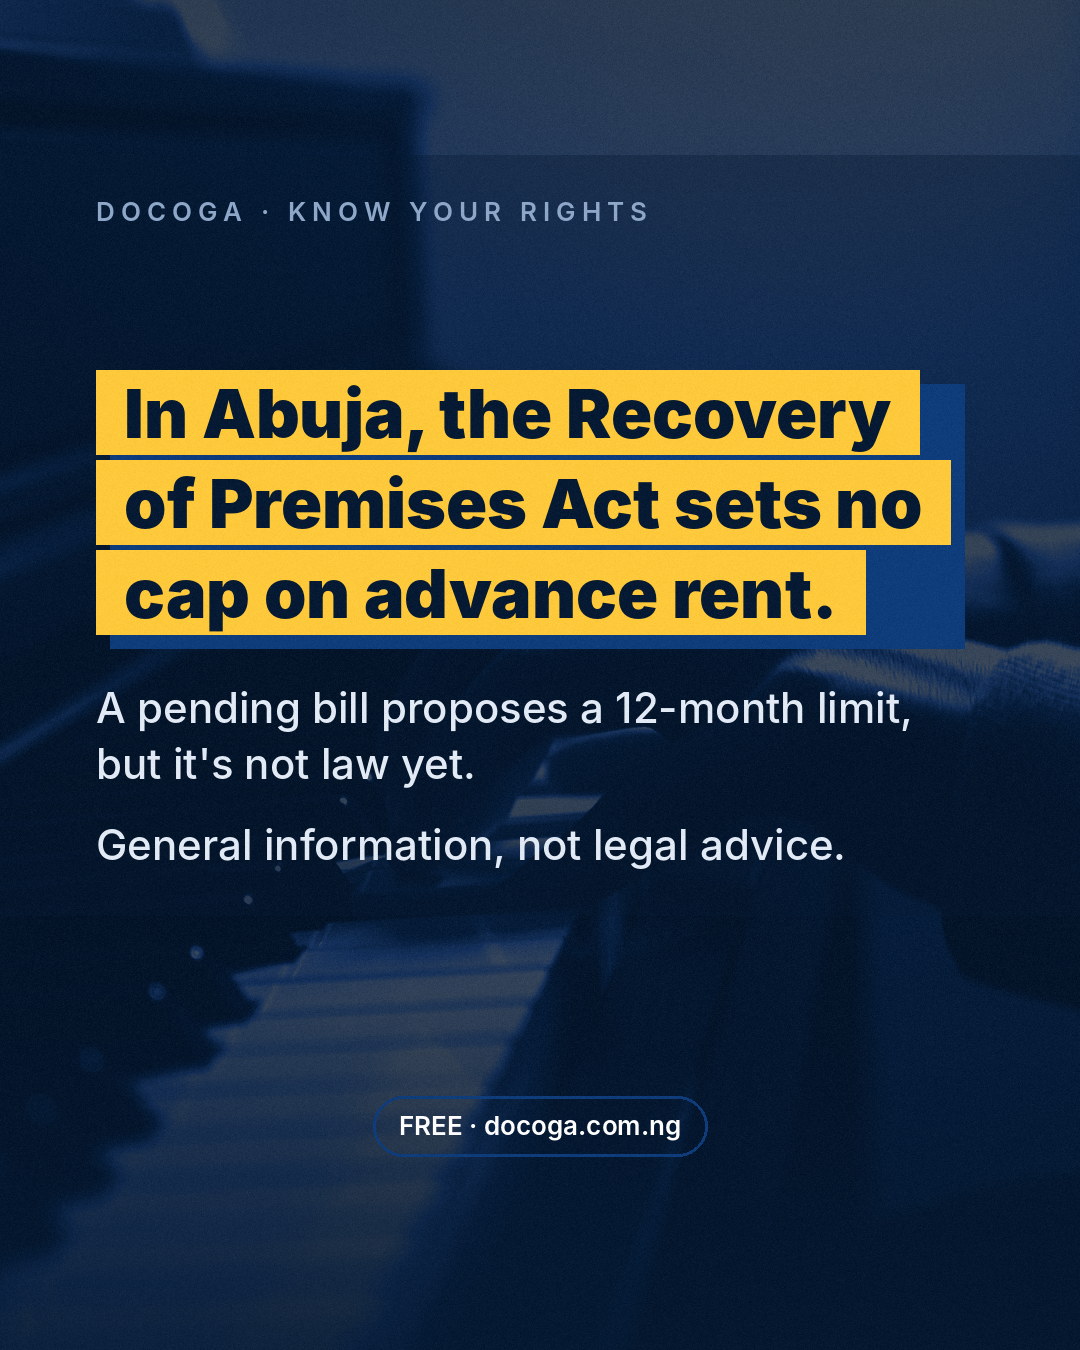 DOCOGA · KNOW YOUR RIGHTS
In Abuja, the Recovery
of Premises Act sets no
cap on advance rent.
A pending bill proposes a 12-month limit,
but it's not law yet.
General information, not legal advice.
FREE · docoga.com.ng